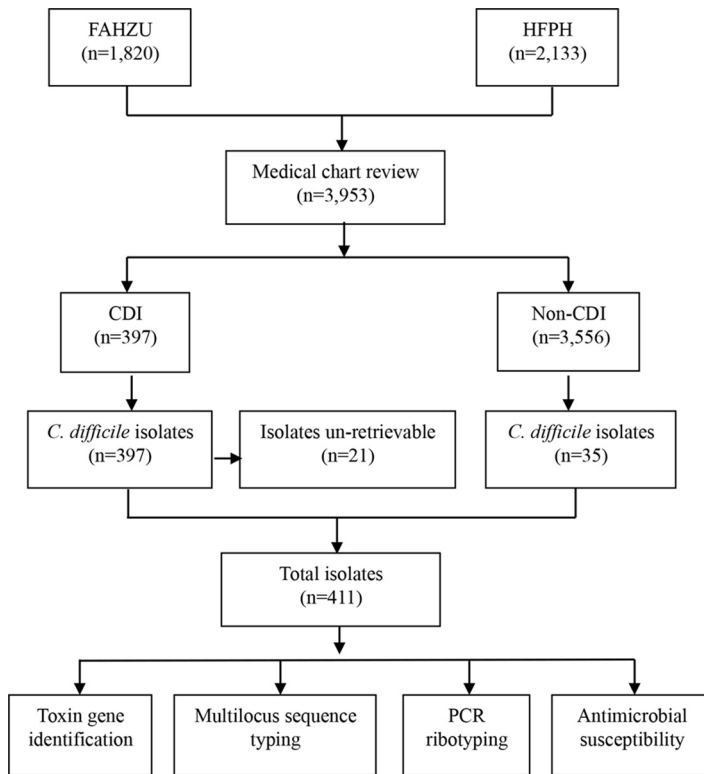 FAHZU
(n=1,820)
HFPH
(n=2,133)
Medical chart review
(n=3,953)
CDI
(n=397)
Non-CDI
(n=3,556)
C. difficile isolates
(n=397)
Isolates un-retrievable
(n=21)
C. difficile isolates
(n=35)
Total isolates
(n=411)
Toxin gene
identification
Multilocus sequence
typing
PCR
ribotyping
Antimicrobial
susceptibility